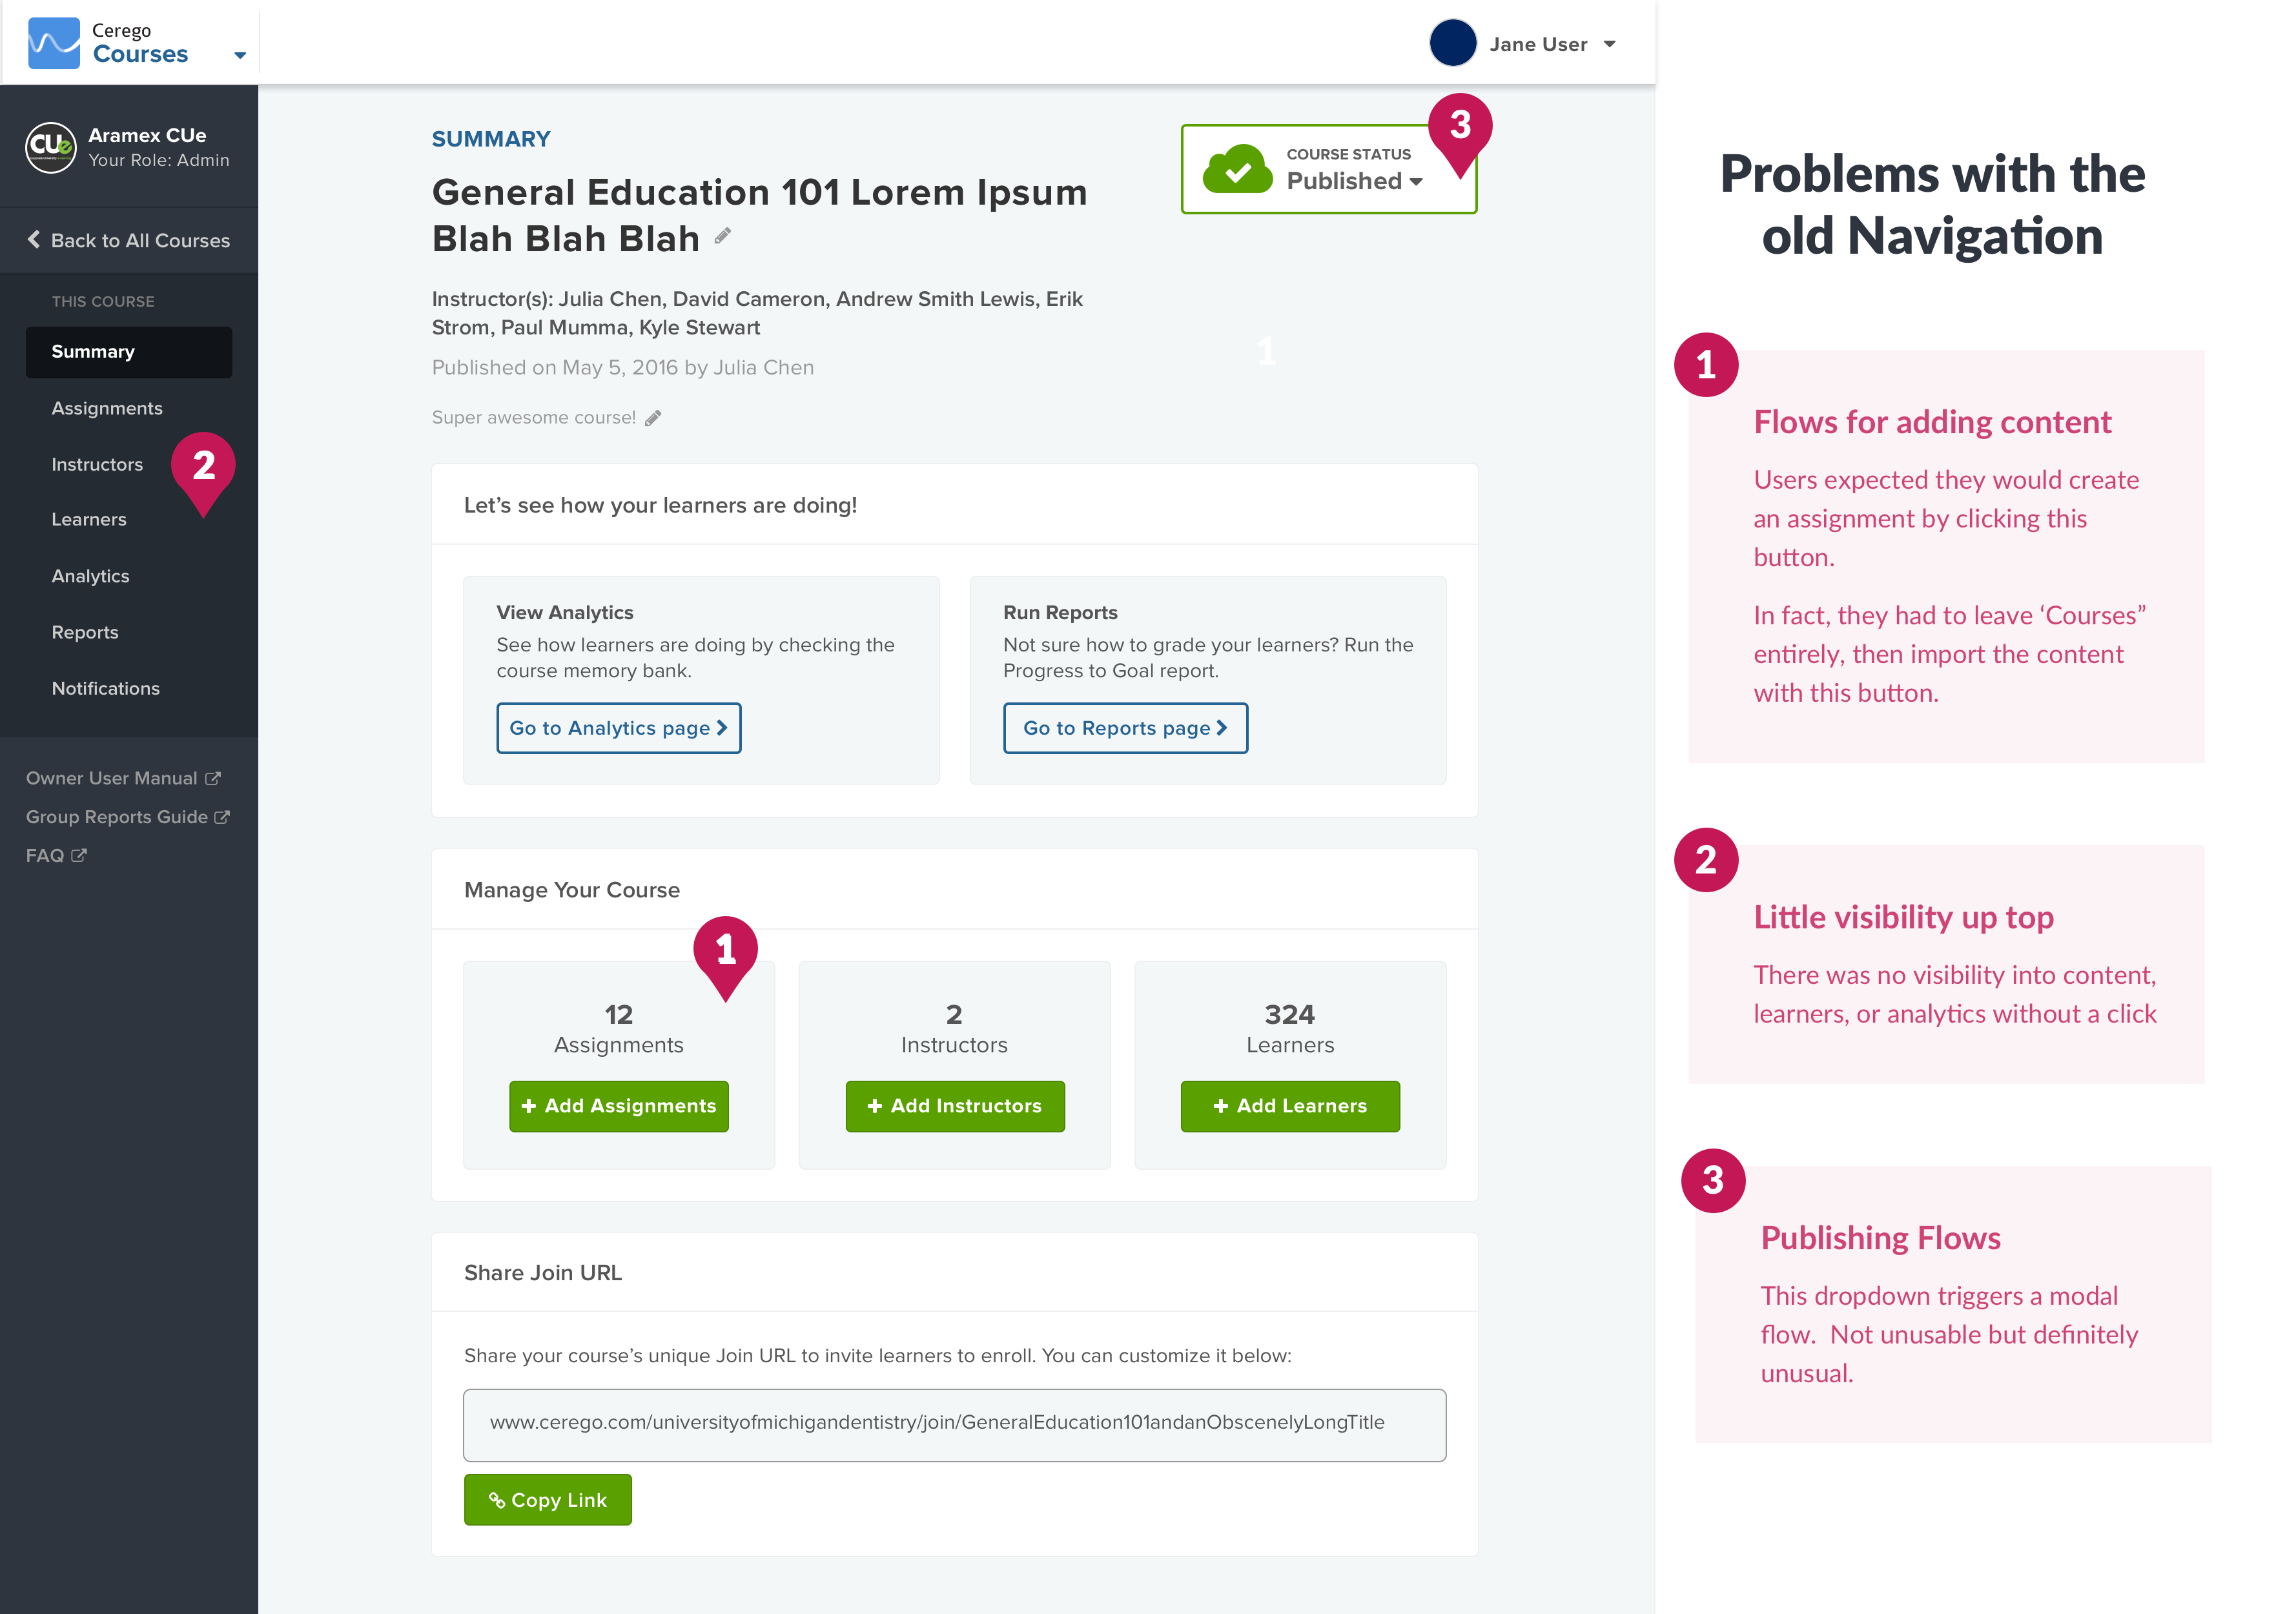 Cerego
Courses
Jane User
Aramex CUe
Your Role: Admin
Back to All Courses
THIS COURSE
Summary
Assignments
Instructors
2
Learners
Analytics
Reports
Notifications
Owner User Manual
Group Reports Guide
FAQ
SUMMARY
General Education 101 Lorem Ipsum
Blah Blah Blah
3
COURSE STATUS
Published
Instructor(s): Julia Chen, David Cameron, Andrew Smith Lewis, Erik
Strom, Paul Mumma, Kyle Stewart
1
Published on May 5, 2016 by Julia Chen
Super awesome course!
Let's see how your learners are doing!
View Analytics
See how learners are doing by checking the
course memory bank.
Go to Analytics page
Run Reports
Not sure how to grade your learners? Run the
Progress to Goal report.
Go to Reports page
Manage Your Course
1
12
Assignments
+ Add Assignments
2
Instructors
+ Add Instructors
324
Learners
+ Add Learners
Share Join URL
Share your course's unique Join URL to invite learners to enroll. You can customize it below:
www.cerego.com/universityofmichigandentistry/join/GeneralEducation101andanObscenelyLongTitle
Copy Link
Problems with the
old Navigation
1
Flows for adding content
Users expected they would create
an assignment by clicking this
button.
In fact, they had to leave ‘Courses”
entirely, then import the content
with this button.
2
Little visibility up top
There was no visibility into content,
learners, or analytics without a click
3
Publishing Flows
This dropdown triggers a modal
flow.  Not unusable but definitely
unusual.